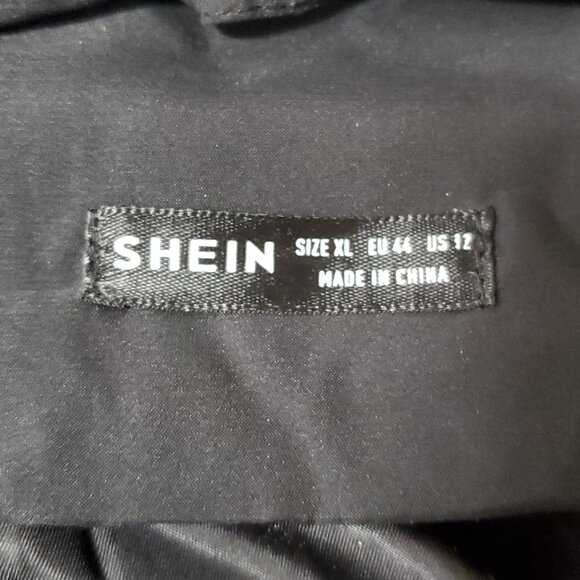 SHEIN SIZE XL EU 44 US 12
MADE IN CHINA